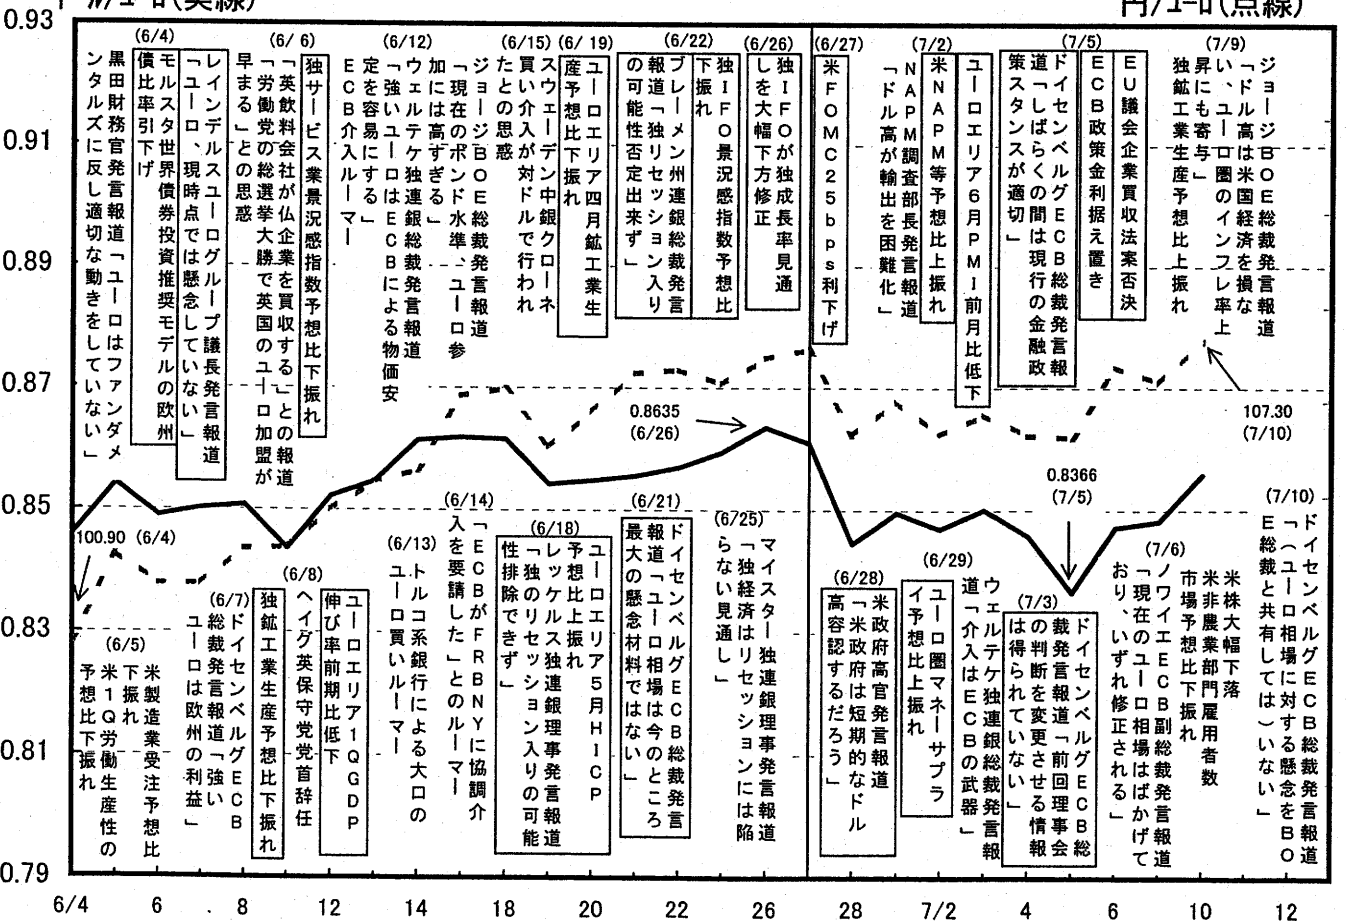 ドル/ユーロ(実線)
円/ユーロ(点線)
0.93
0.91
0.89
0.87
0.85
0.83
0.81
0.79
6/4
6
8
12
14
18
20
22
26
28
7/2
4
6
10
12
黒田財務官発言報道「ユーロはファンダメ
ンタルズに反し適切な動きをしていない」
(6/4)
モルスタ世界債券投資推奨モデルの欧州
債比率引下げ
レインデルスユーログループ議長発言報道
「ユーロ、現時点では懸念していない」
(6/6)
「英飲料会社が仏企業を買収する」との報道
「労働党の総選挙大勝で英国のユーロ加盟が
早まる」との思惑
独サービス業景況感指数予想比下振れ
(6/12)
ウェルテケ独連銀総裁発言報道
「強いユーロはECBによる物価安
定を容易にする」
ECB介入ルーマー
ジョージBOE総裁発言報道
「現在のポンド水準、ユーロ参
加には高すぎる」
(6/15)
スウェーデン中銀クローネ
買い介入が対ドルで行われ
たとの思惑
(6/19)
ユーロエリア四月鉱工業生
産予想比下振れ
(6/22)
ブレーメン州連銀総裁発言
報道「独リセッション入り
の可能性否定出来ず」
独IFO景況感指数予想比
下振れ
(6/26)
独IFOが独成長率見通
しを大幅下方修正
(6/27)
米FOMC25bps利下げ
(7/2)
NAPM調査部長発言報道
「ドル高が輸出を困難化」
米NAPM等予想比上振れ
ユーロエリア6月PMI前月比低下
(7/5)
ドイセンベルグECB総裁発言報
道「しばらくの間は現行の金融政
策スタンスが適切」
ECB政策金利据え置き
EU議会企業買収法案否決
(7/9)
ジョージBOE総裁発言報道
「ドル高は米国経済を損な
い、ユーロ圏のインフレ率上
昇にも寄与」
独鉱工業生産予想比上振れ
0.8635
(6/26)
107.30
(7/10)
0.8366
(7/5)
100.90
(6/4)
(6/5)
米製造業受注予想比
下振れ
米1Q労働生産性の
予想比下振れ
(6/7)
ドイセンベルグECB
総裁発言報道「強い
ユーロは欧州の利益」
独鉱工業生産予想比下振れ
(6/8)
ヘイグ英保守党党首辞任
ユーロエリア1QGDP
伸び率前期比低下
(6/13)
トルコ系銀行による大口の
ユーロ買いルーマー
(6/14)
「ECBがFRBNYに協調介
入を要請した」とのルーマー
(6/18)
ユーロエリア5月HICP
予想比上振れ
レッケルス独連銀理事発言報道
「独のリセッション入りの可能
性排除できず」
(6/21)
ドイセンベルグECB総裁発言
報道「ユーロ相場は今のところ
最大の懸念材料ではない」
(6/25)
マイスター独連銀理事発言報道
「独経済はリセッションには陥
らない見通し」
(6/28)
米政府高官発言報道
「米政府は短期的なドル
高容認するだろう」
(6/29)
ウェルテケ独連銀総裁発言報
道「介入はECBの武器」
ユーロ圏マネーサプラ
イ予想比上振れ
(7/3)
ドイセンベルグECB総
裁発言報道「前回理事会
の判断を変更させる情報
は得られていない」
(7/6)
ノワイエECB副総裁発言報道
「現在のユーロ相場はばかげて
おり、いずれ修正される」
米株大幅下落
米非農業部門雇用者数
市場予想比下振れ
(7/10)
ドイセンベルグECB総裁発言報道
「(ユーロ相場に対する懸念をBO
E総裁と共有しては)いない」